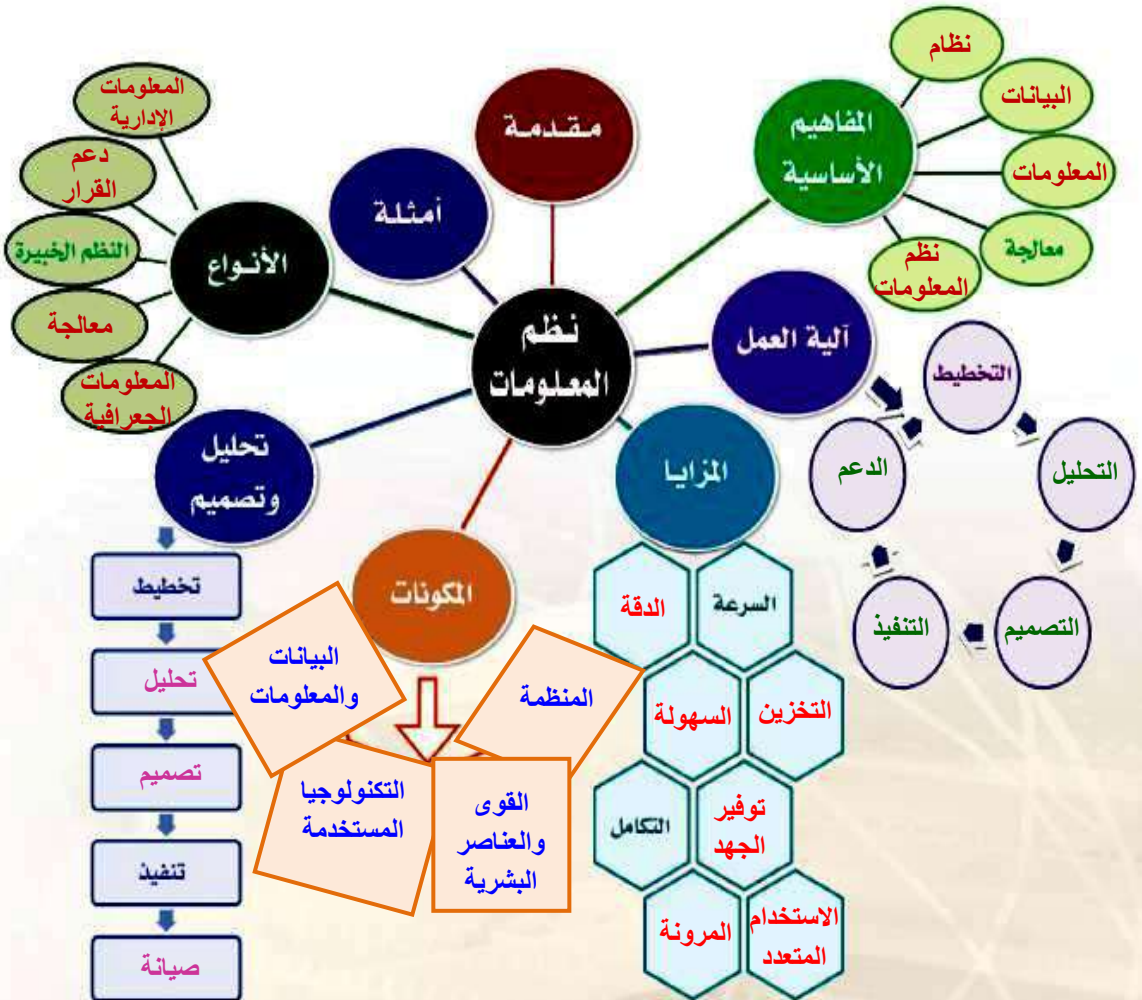 نظم
المعلومات
مقدمة
المفاهيم
الأساسية
نظام
البيانات
المعلومات
معالجة
نظم
المعلومات
آلية العمل
التخطيط
التحليل
التصميم
التنفيذ
الدعم
المزايا
السرعة
الدقة
التخزين
السهولة
توفير
الجهد
التكامل
الاستخدام
المتعدد
المرونة
المكونات
المنظمة
القوى
والعناصر
البشرية
التكنولوجيا
المستخدمة
البيانات
والمعلومات
تحليل
وتصميم
تخطيط
تحليل
تصميم
تنفيذ
صيانة
الأنواع
المعلومات
الإدارية
دعم
القرار
النظم الخبيرة
معالجة
المعلومات
الجعرافية
أمثلة